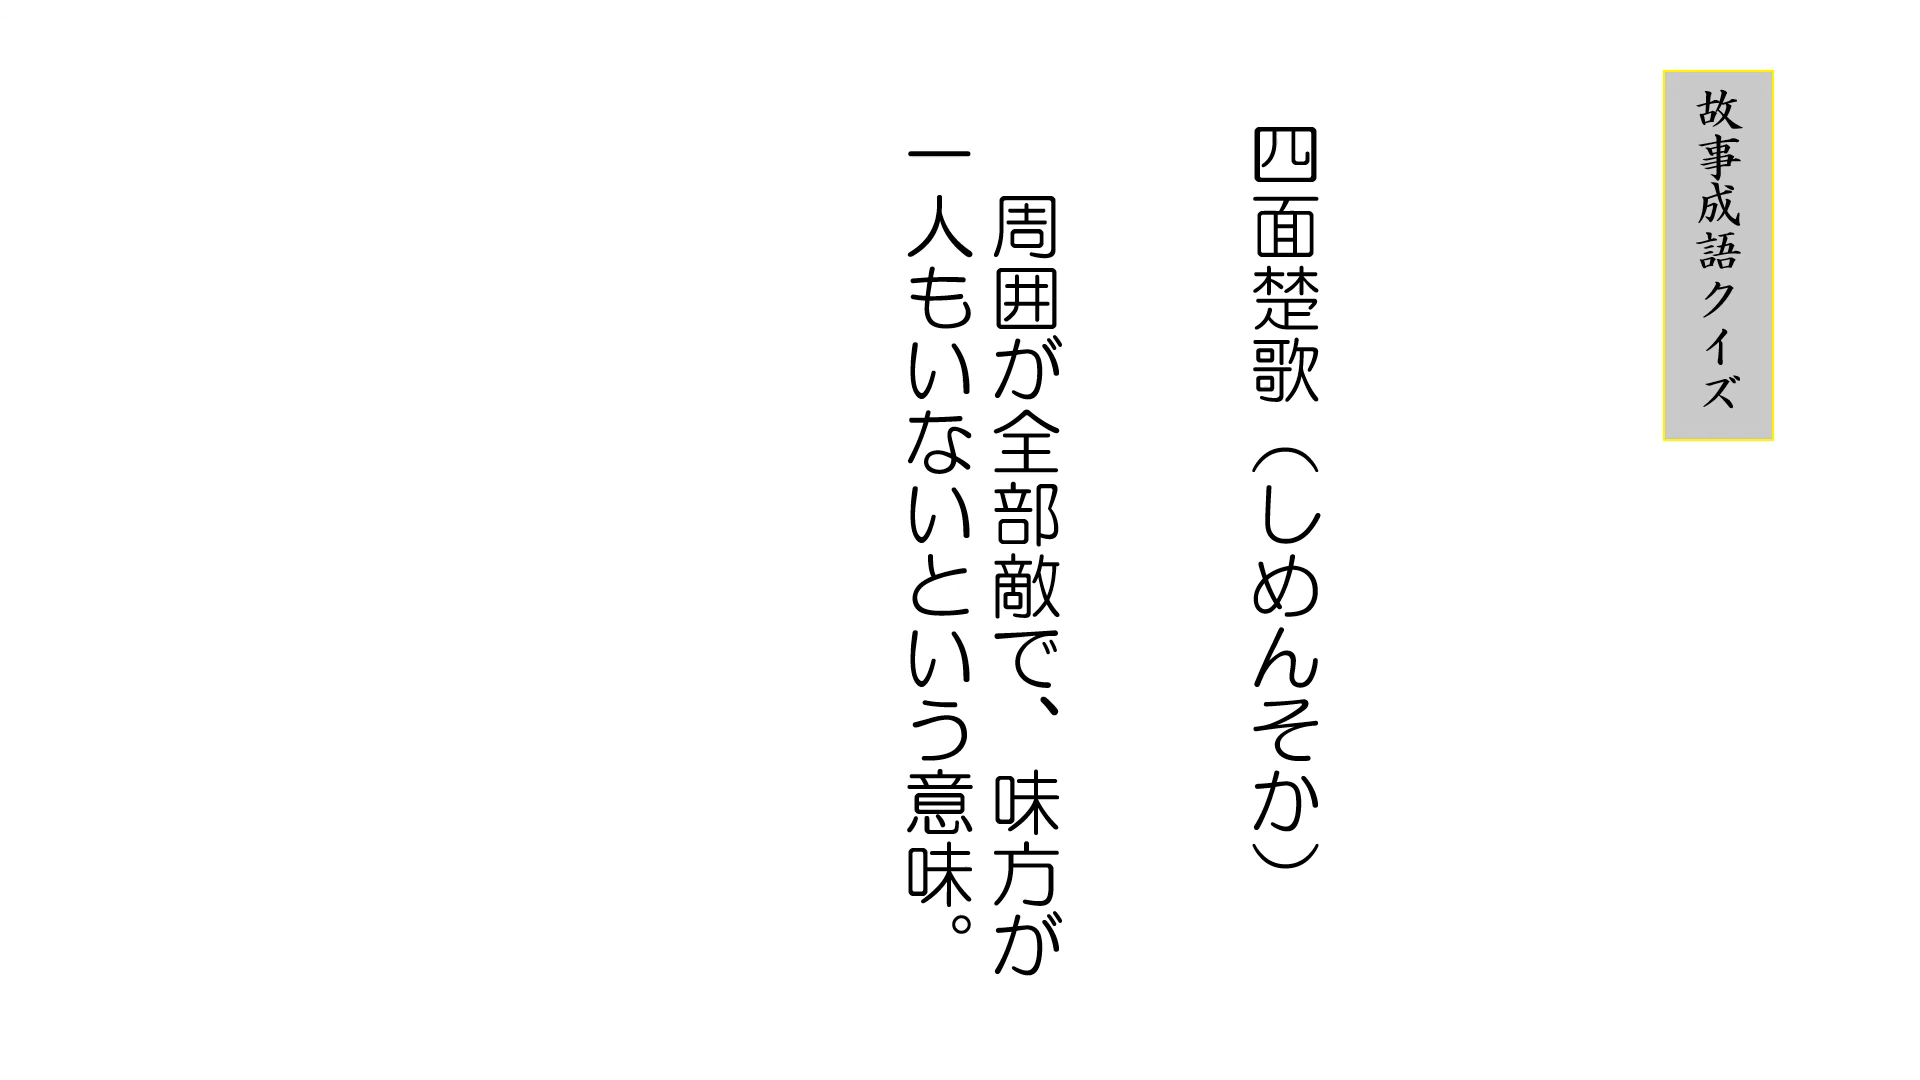 故事成語クイズ
四面楚歌（しめんそか）
周囲が全部敵で、味方が
一人もいないという意味。